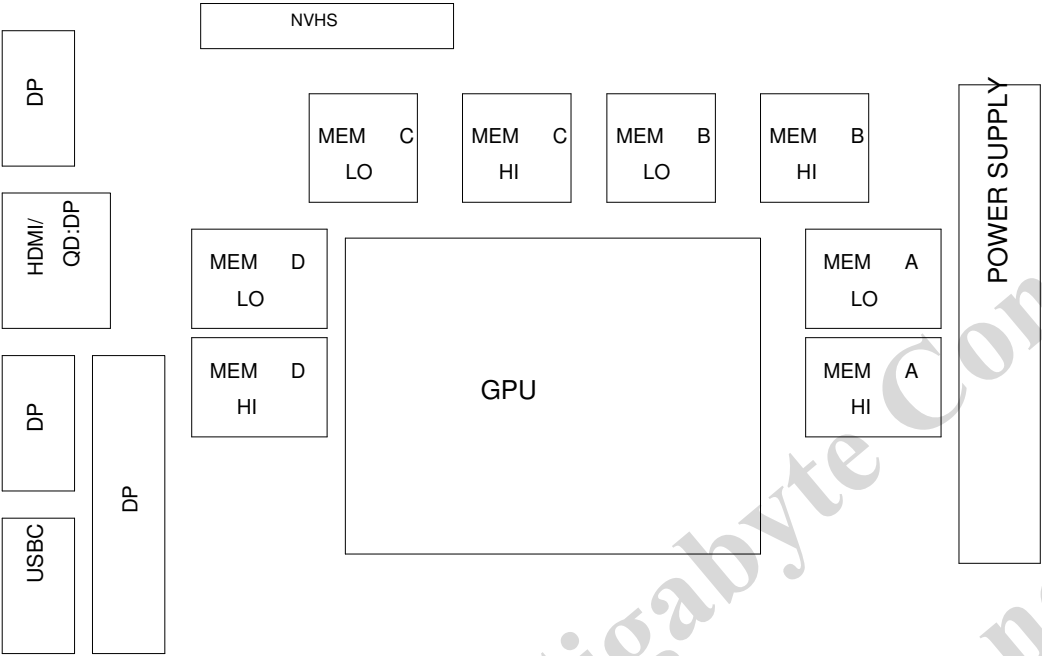 NVHS
DP
MEM C
LO
MEM C
HI
MEM B
LO
MEM B
HI
POWER SUPPLY
HDMI/
QD:DP
MEM D
LO
MEM A
LO
MEM D
HI
GPU
MEM A
HI
DP
DP
USBC